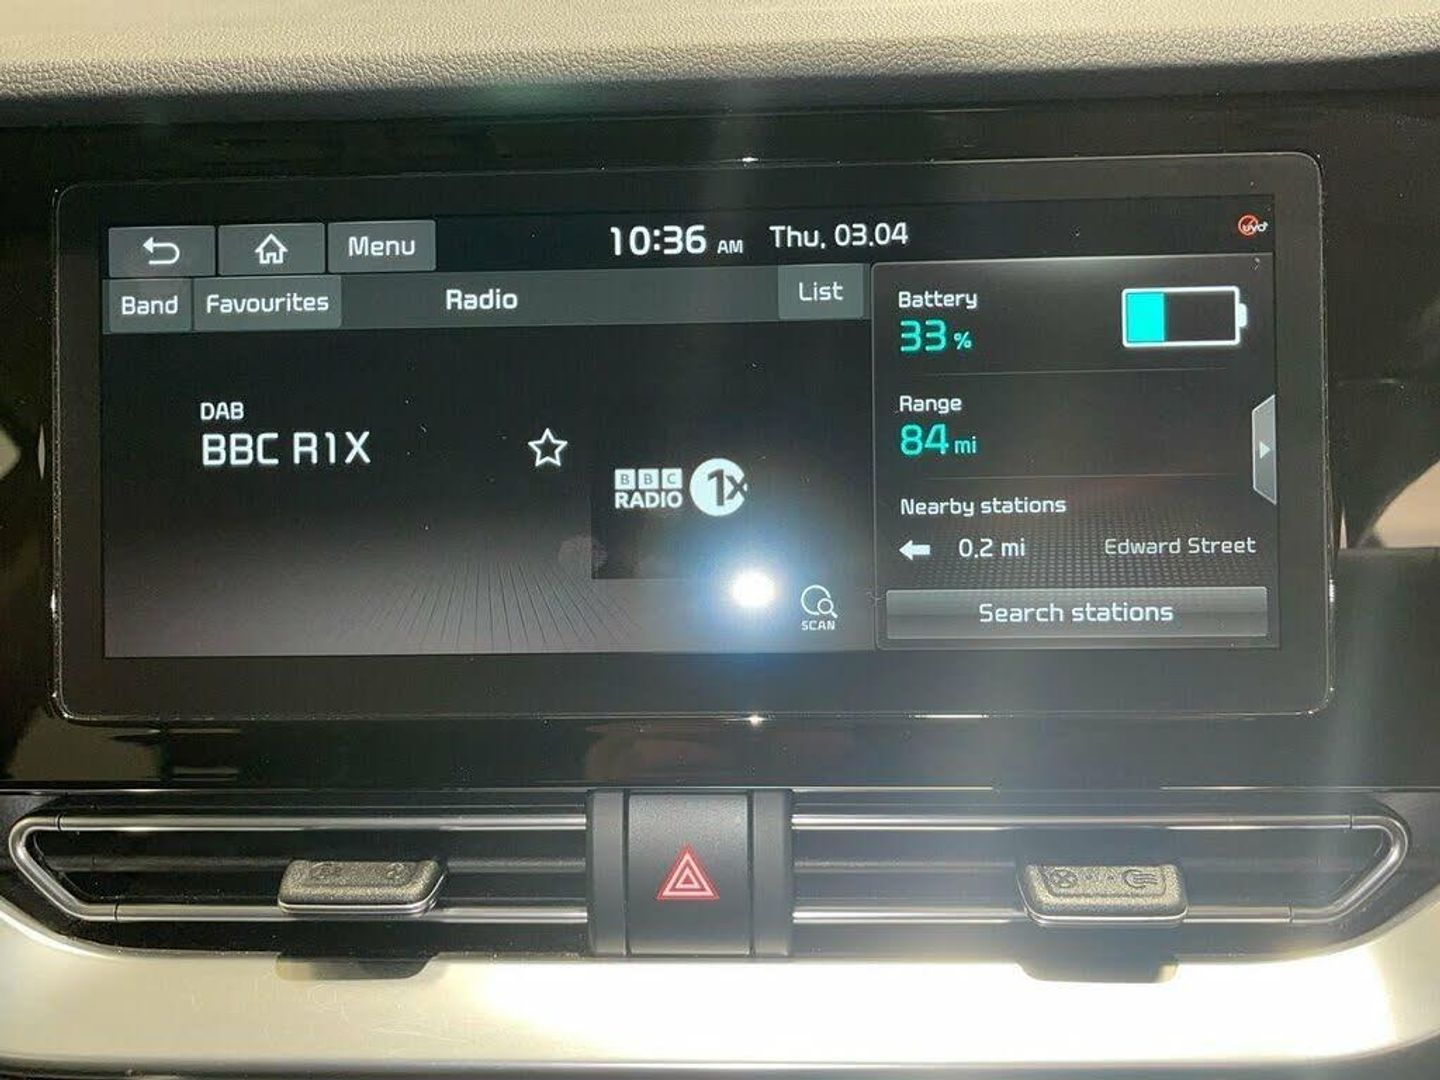 Menu
10:36 AM
Thu, 03.04
UVO
Band
Favourites
Radio
List
DAB
BBC R1X
BBC
RADIO
1x
SCAN
Battery
33 %
Range
84 mi
Nearby stations
0.2 mi
Edward Street
Search stations